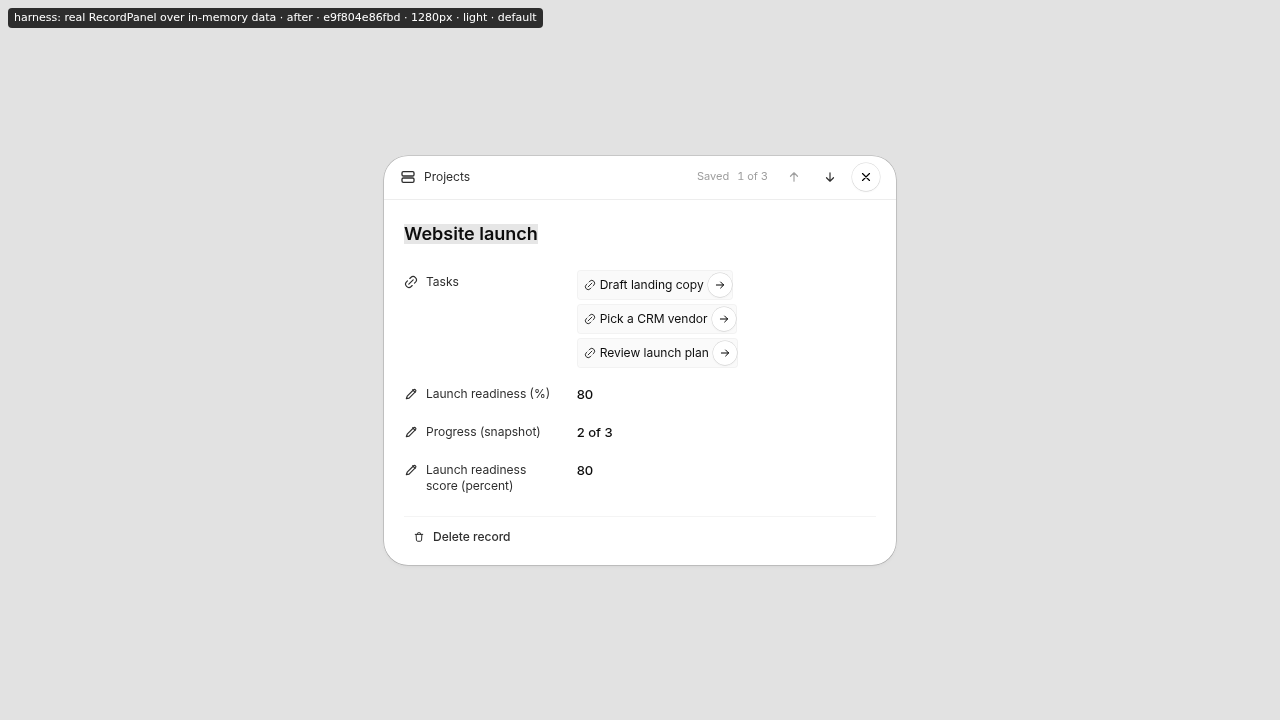 harness: real RecordPanel over in-memory data · after · e9f804e86fbd · 1280px · light · default
Projects
Saved 1 of 3
Website launch
Tasks
Draft landing copy
Pick a CRM vendor
Review launch plan
Launch readiness (%)
80
Progress (snapshot)
2 of 3
Launch readiness
score (percent)
80
Delete record